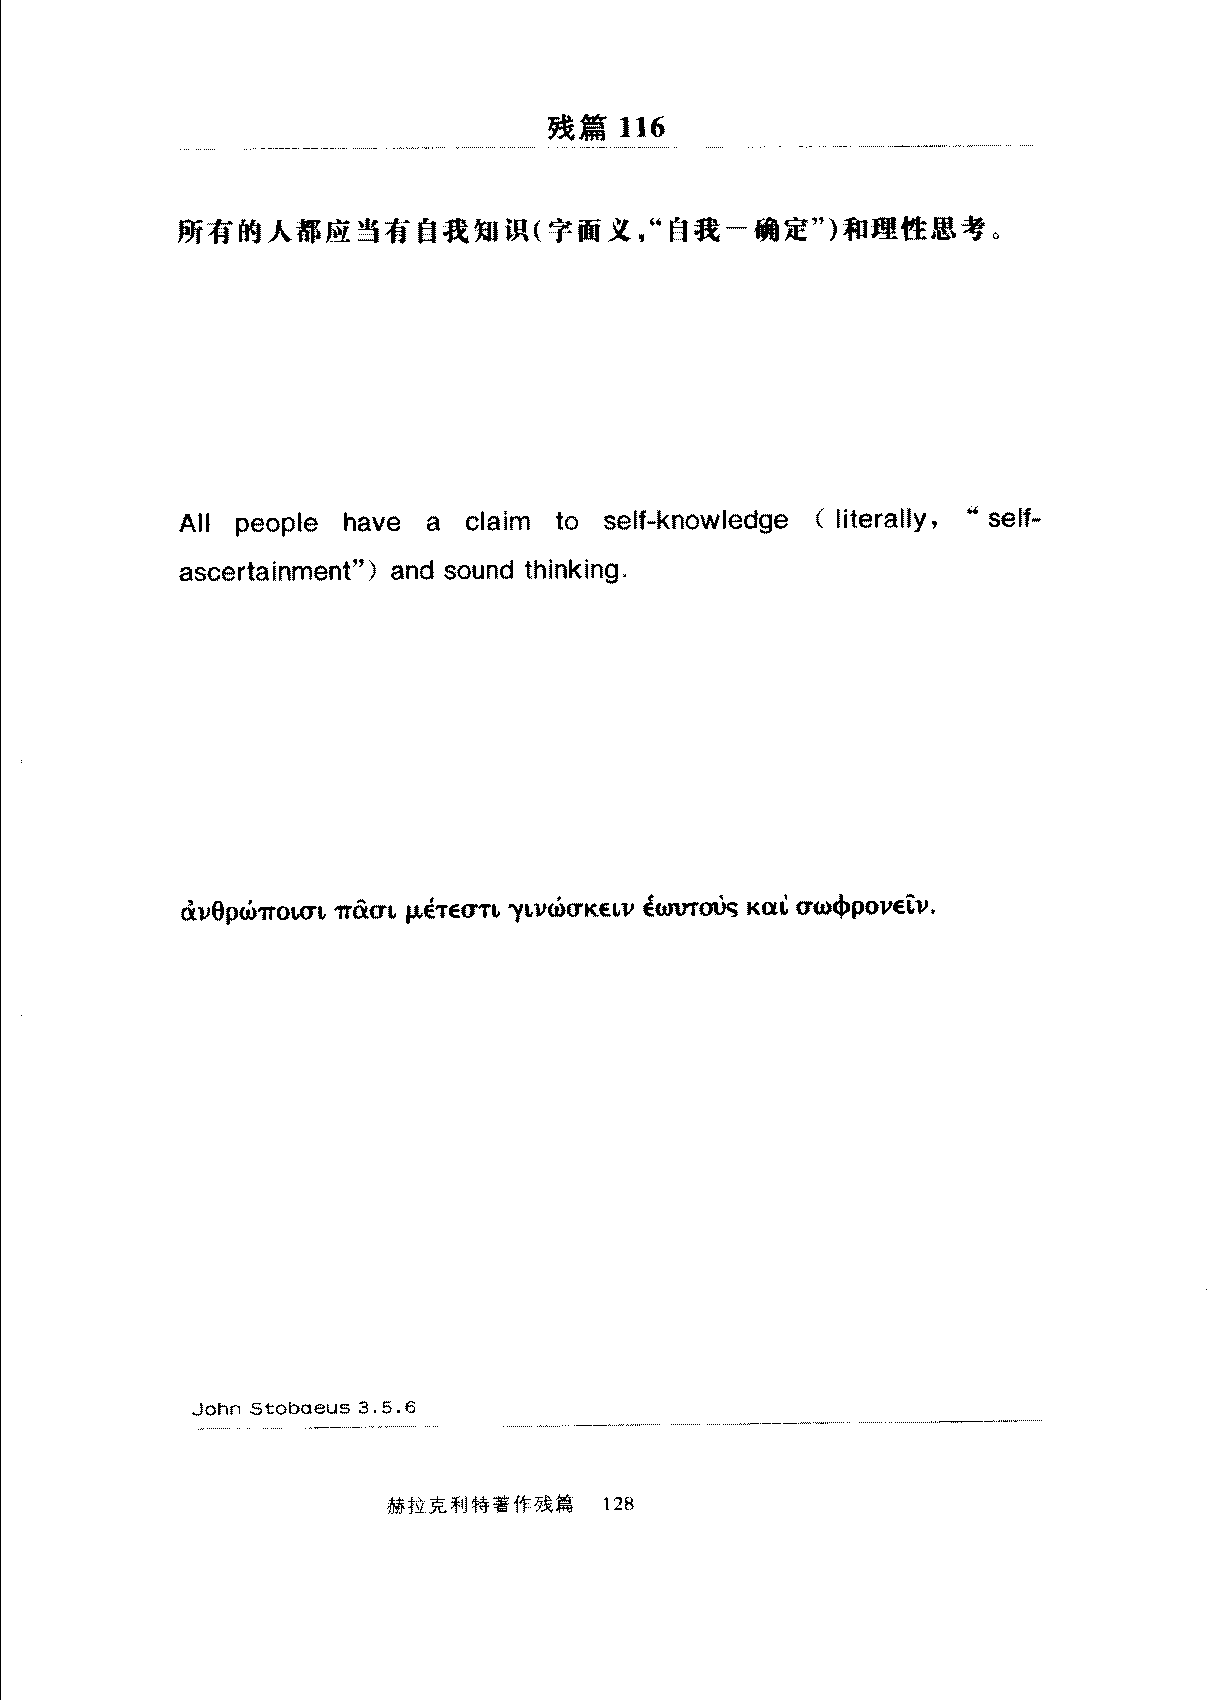 残篇 116
所有的人都应当有自我知识(字面义,“自我一确定”)和理性思考。
All people have a claim to self-knowledge ( literally, “ self-
ascertainment”) and sound thinking.
ἀνθρώποισι πᾶσι μέτεστι γινώσκειν ἑωυτοὺς καὶ σωφρονεῖν.
John Stobaeus 3.5.6
赫拉克利特著作残篇 128